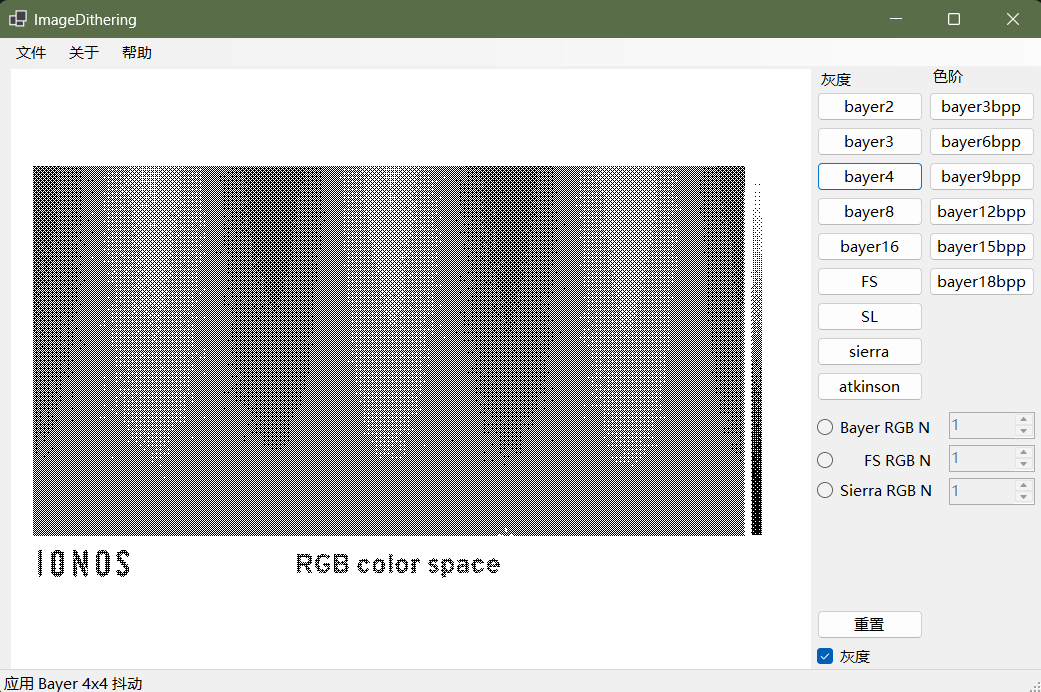 ImageDithering
文件 关于 帮助
灰度 色阶
bayer2 bayer3bpp
bayer3 bayer6bpp
bayer4 bayer9bpp
bayer8 bayer12bpp
bayer16 bayer15bpp
FS bayer18bpp
SL
sierra
atkinson
Bayer RGB N 1
FS RGB N 1
Sierra RGB N 1
IONOS RGB color space
重置
灰度
应用 Bayer 4x4 抖动